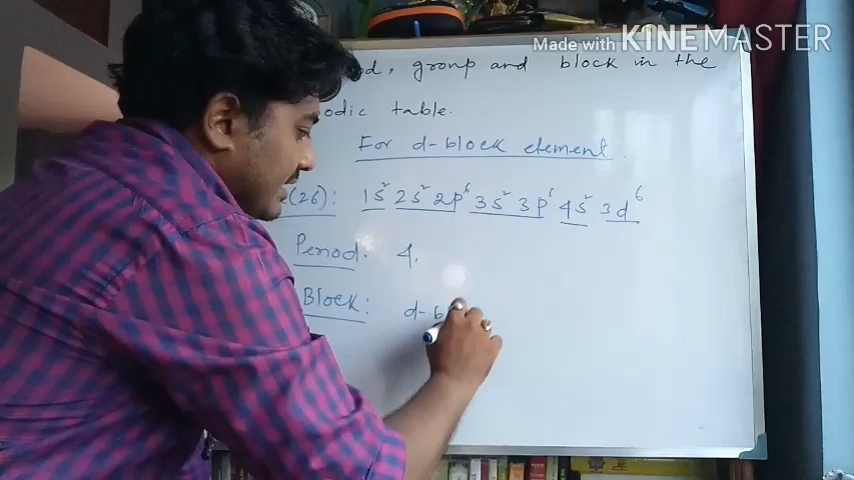 Made with KINEMASTER
group and block in the
odic table.
For d-block element.
(26): 1s² 2s² 2p⁶ 3s² 3p⁶ 4s² 3d⁶
Period: 4.
Block: d-b